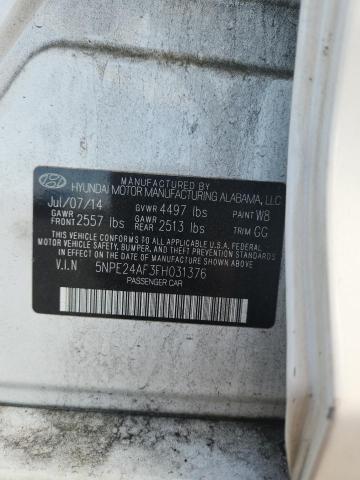 MANUFACTURED BY
HYUNDAI MOTOR MANUFACTURING ALABAMA, LLC
Jul/07/14 GVWR 4497 lbs PAINT W8
GAWR FRONT 2557 lbs GAWR REAR 2513 lbs TRIM GG
THIS VEHICLE CONFORMS TO ALL APPLICABLE U.S.A FEDERAL
MOTOR VEHICLE SAFETY, BUMPER, AND THEFT PREVENTION STANDARDS
IN EFFECT ON THE DATE OF MANUFACTURE SHOWN ABOVE.
V.I.N 5NPE24AF3FH031376
PASSENGER CAR